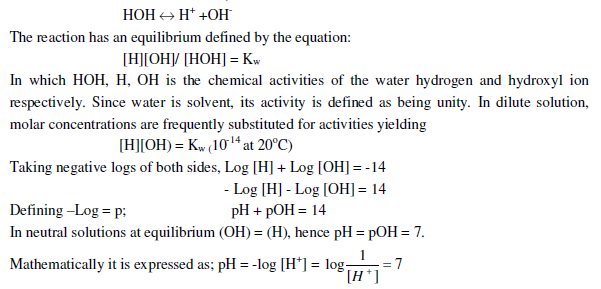 HOH ↔ H⁺ +OH⁻
The reaction has an equilibrium defined by the equation:
[H][OH]/ [HOH] = Kw
In which HOH, H, OH is the chemical activities of the water hydrogen and hydroxyl ion
respectively. Since water is solvent, its activity is defined as being unity. In dilute solution,
molar concentrations are frequently substituted for activities yielding
[H][OH) = Kw (10⁻¹⁴ at 20°C)
Taking negative logs of both sides, Log [H] + Log [OH] = -14
- Log [H] - Log [OH] = 14
Defining –Log = p; pH + pOH = 14
In neutral solutions at equilibrium (OH) = (H), hence pH = pOH = 7.
Mathematically it is expressed as; pH = -log [H⁺] = log 1/[H⁺] = 7